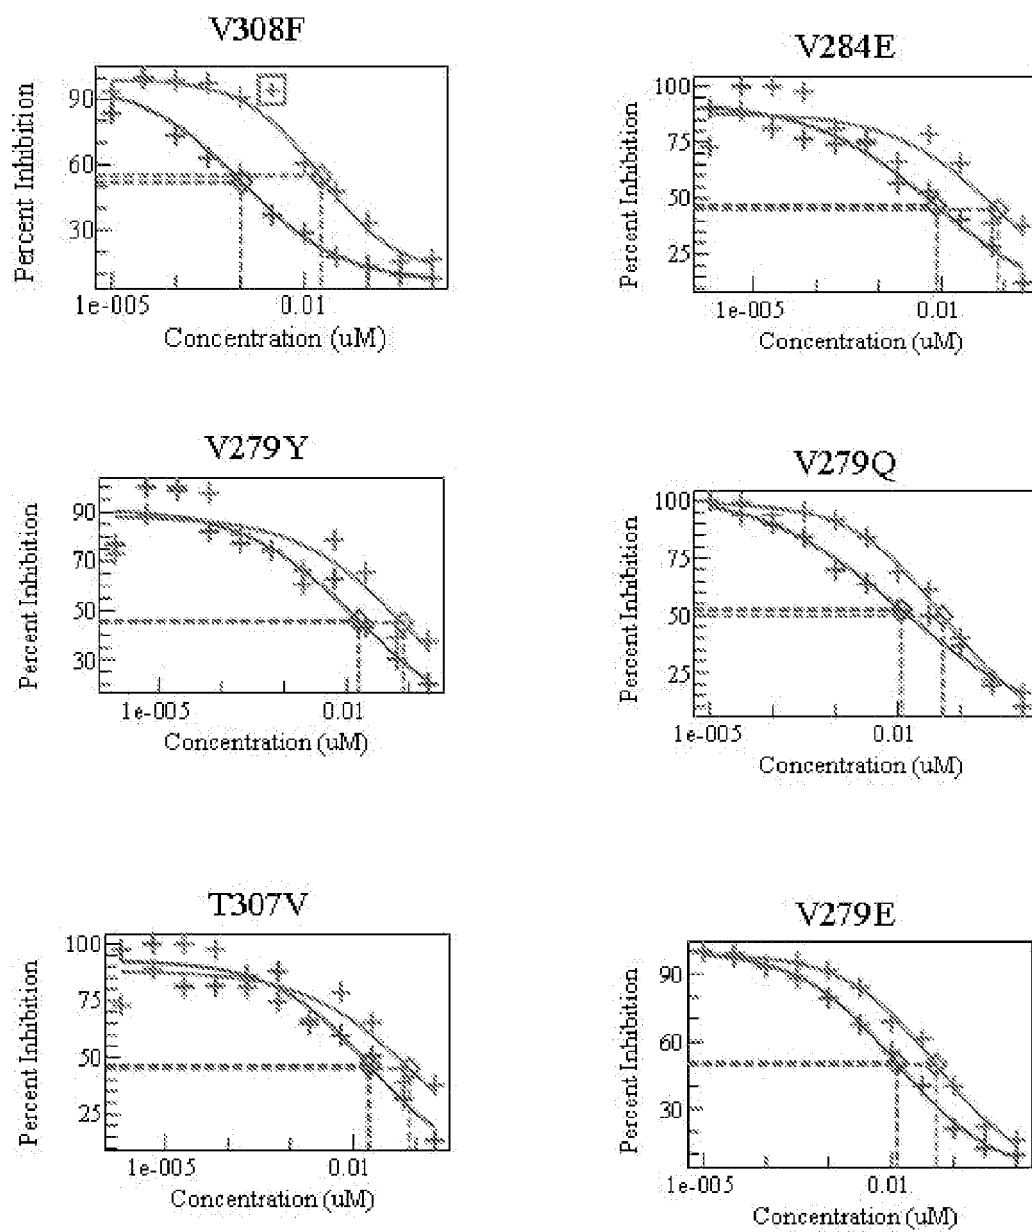 V308F
90
60
30
Percent Inhibition
1e-005
0.01
Concentration (uM)
V284E
100
75
50
25
Percent Inhibition
1e-005
0.01
Concentration (uM)
V279Y
90
70
50
30
Percent Inhibition
1e-005
0.01
Concentration (uM)
V279Q
100
75
50
25
Percent Inhibition
1e-005
0.01
Concentration (uM)
T307V
100
75
50
25
Percent Inhibition
1e-005
0.01
Concentration (uM)
V279E
90
60
30
Percent Inhibition
1e-005
0.01
Concentration (uM)